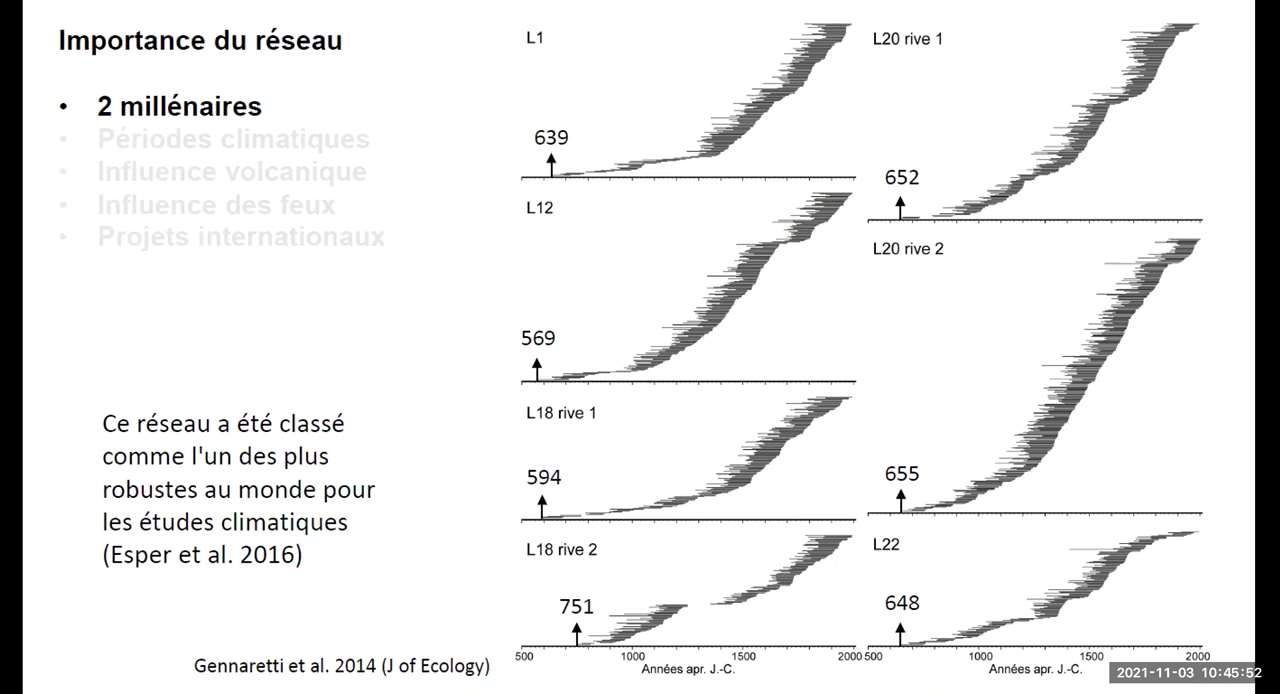 Importance du réseau
• 2 millénaires
• Périodes climatiques
• Influence volcanique
• Influence des feux
• Projets internationaux
Ce réseau a été classé
comme l'un des plus
robustes au monde pour
les études climatiques
(Esper et al. 2016)
Gennaretti et al. 2014 (J of Ecology)
L1
639
L12
569
L18 rive 1
594
L18 rive 2
751
500 1000 1500 2000
Années apr. J.-C.
L20 rive 1
652
L20 rive 2
655
L22
648
500 1000 1500 2000
Années apr. J.-C.
2021-11-03 10:45:52